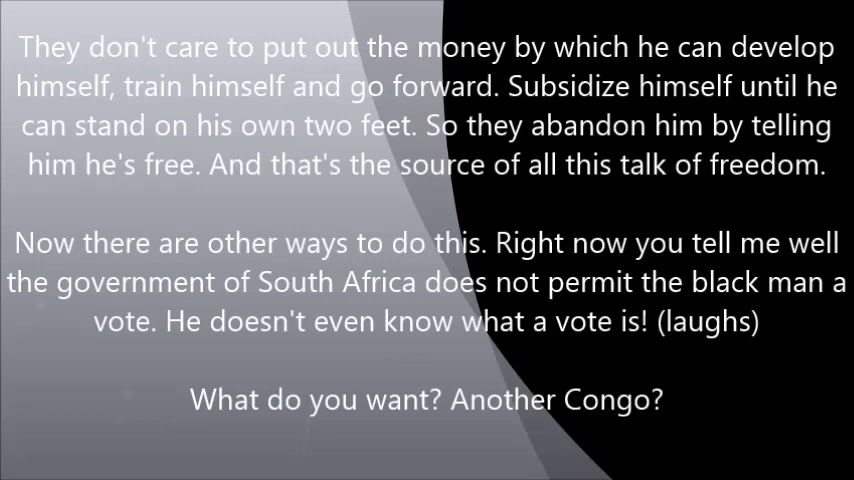 They don't care to put out the money by which he can develop
himself, train himself and go forward. Subsidize himself until he
can stand on his own two feet. So they abandon him by telling
him he's free. And that's the source of all this talk of freedom.
Now there are other ways to do this. Right now you tell me well
the government of South Africa does not permit the black man a
vote. He doesn't even know what a vote is! (laughs)
What do you want? Another Congo?